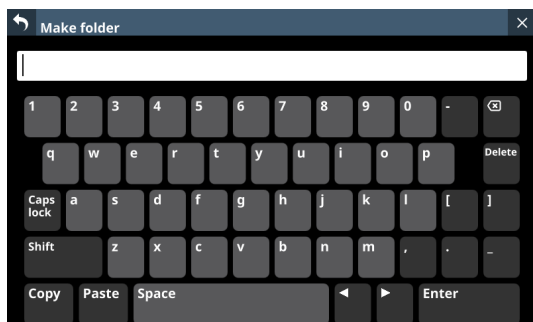 Make folder
1 2 3 4 5 6 7 8 9 0 -
q w e r t y u i o p Delete
Caps lock a s d f g h j k l [ ]
Shift z x c v b n m , . _
Copy Paste Space Enter